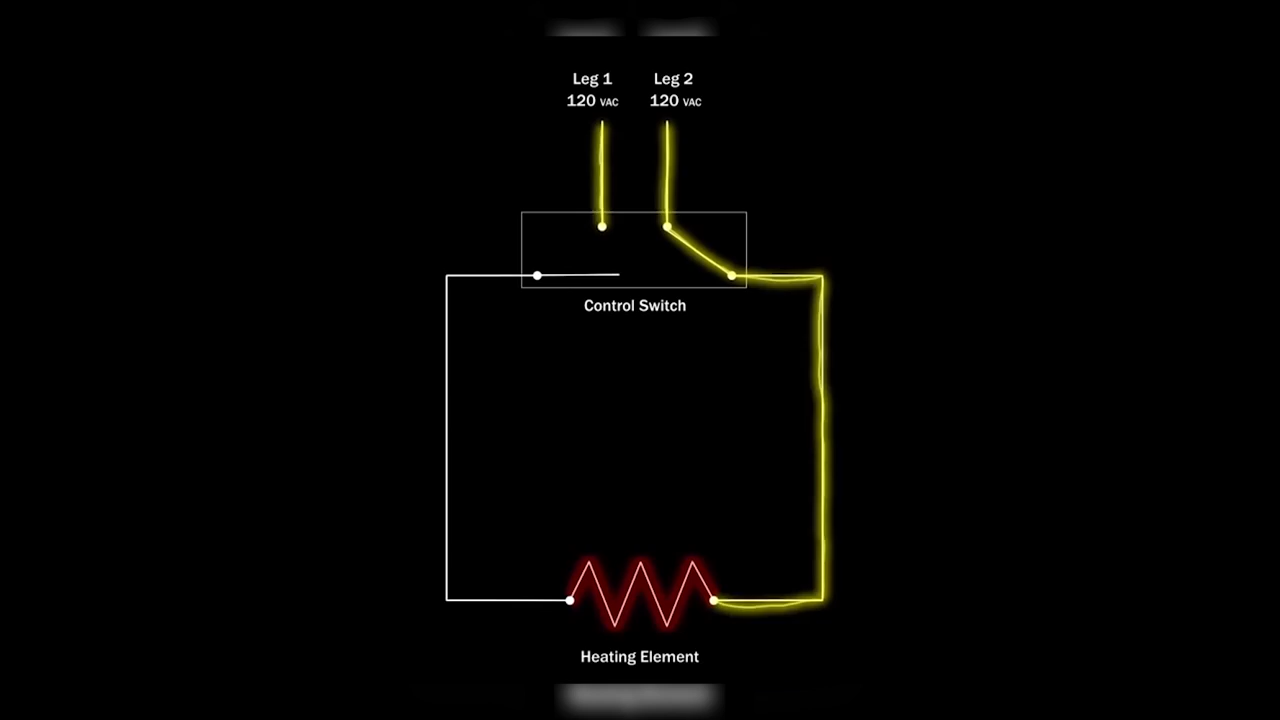 Leg 1 Leg 2
120 VAC 120 VAC
Control Switch
Heating Element